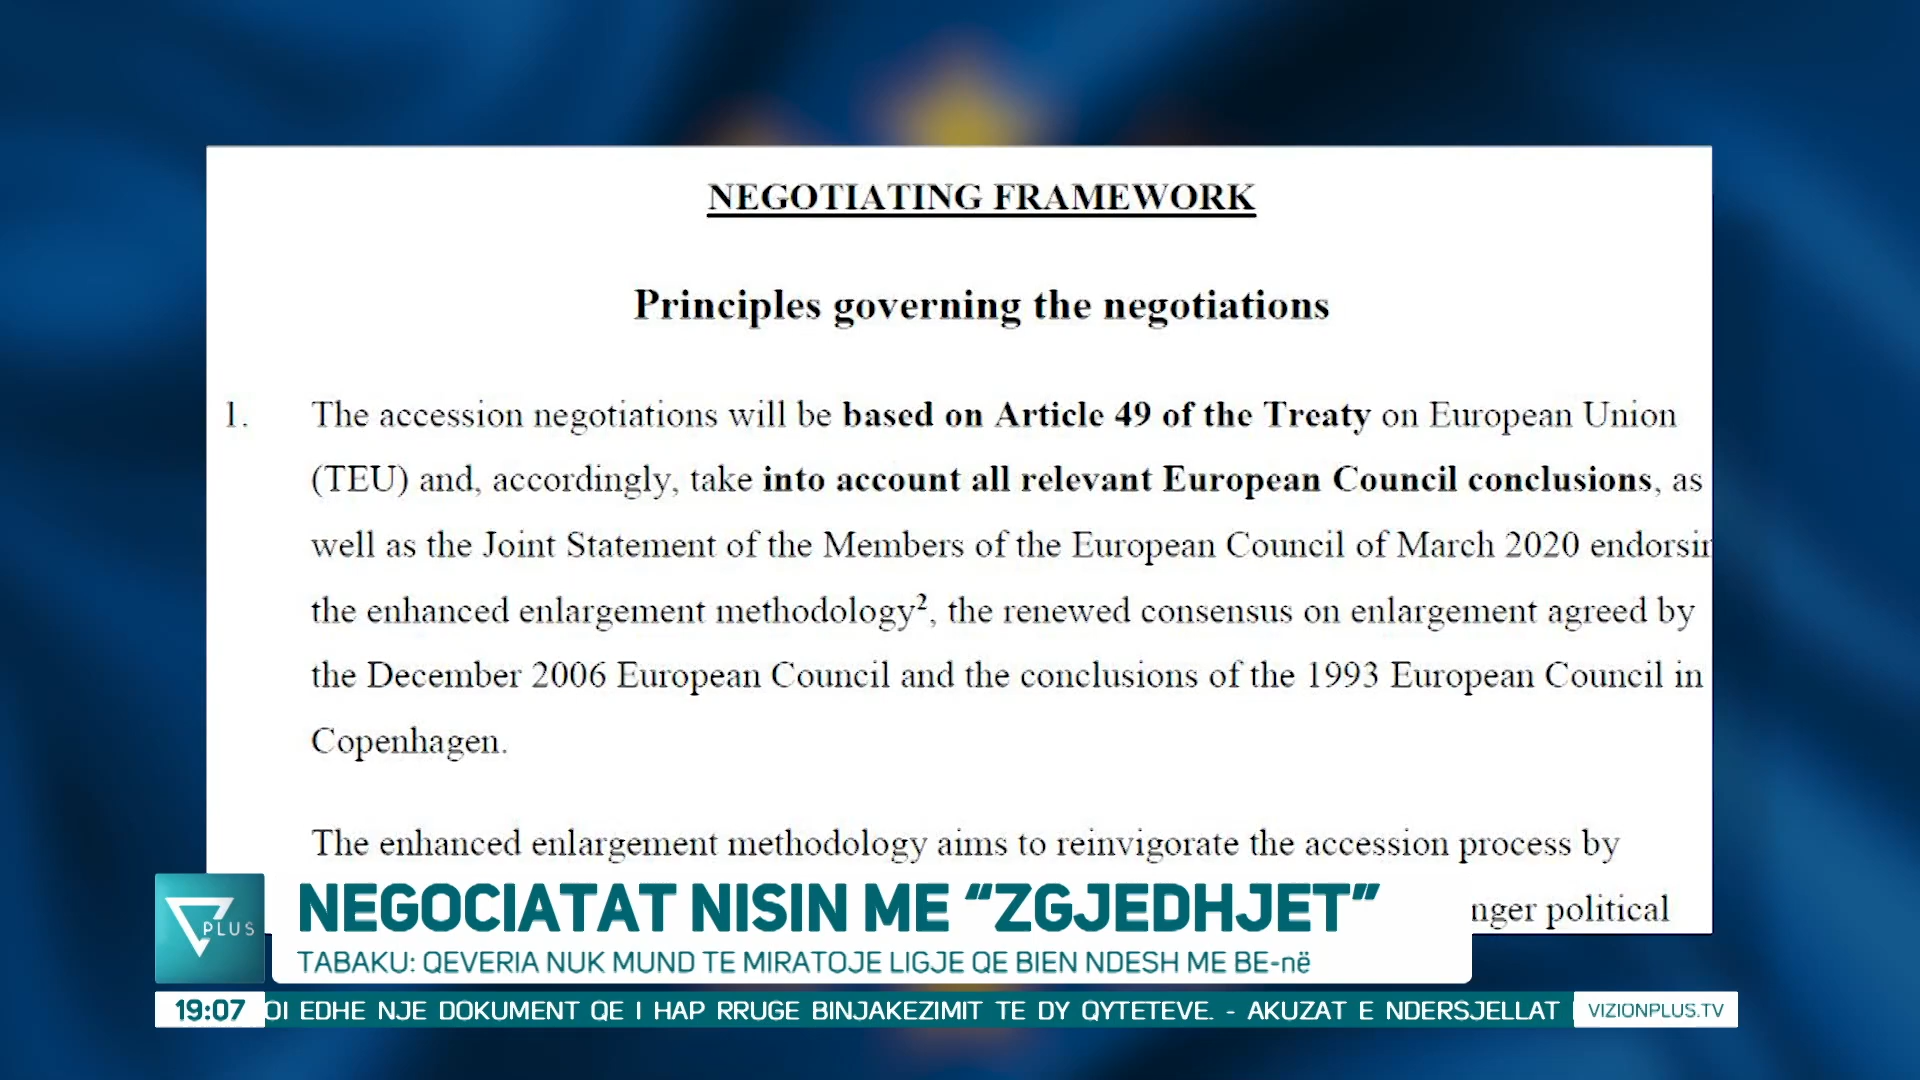 NEGOTIATING FRAMEWORK
Principles governing the negotiations
1. The accession negotiations will be based on Article 49 of the Treaty on European Union
(TEU) and, accordingly, take into account all relevant European Council conclusions, as
well as the Joint Statement of the Members of the European Council of March 2020 endorsin
the enhanced enlargement methodology², the renewed consensus on enlargement agreed by
the December 2006 European Council and the conclusions of the 1993 European Council in
Copenhagen.
The enhanced enlargement methodology aims to reinvigorate the accession process by
nger political
PLUS
NEGOCIATAT NISIN ME “ZGJEDHJET”
TABAKU: QEVERIA NUK MUND TE MIRATOJE LIGJE QE BIEN NDESH ME BE-në
19:07 OI EDHE NJE DOKUMENT QE I HAP RRUGE BINJAKEZIMIT TE DY QYTETEVE. - AKUZAT E NDERSJELLAT VIZIONPLUS.TV